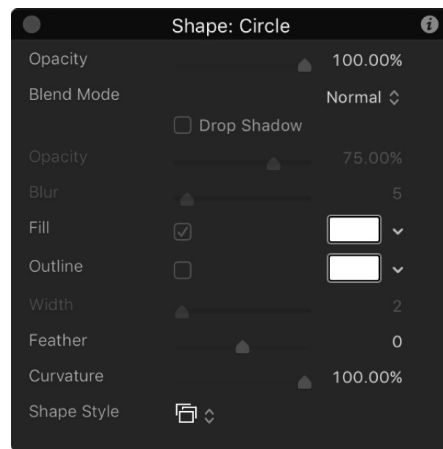 Shape: Circle
Opacity 100.00%
Blend Mode Normal
Drop Shadow
Opacity 75.00%
Blur 5
Fill
Outline
Width 2
Feather 0
Curvature 100.00%
Shape Style